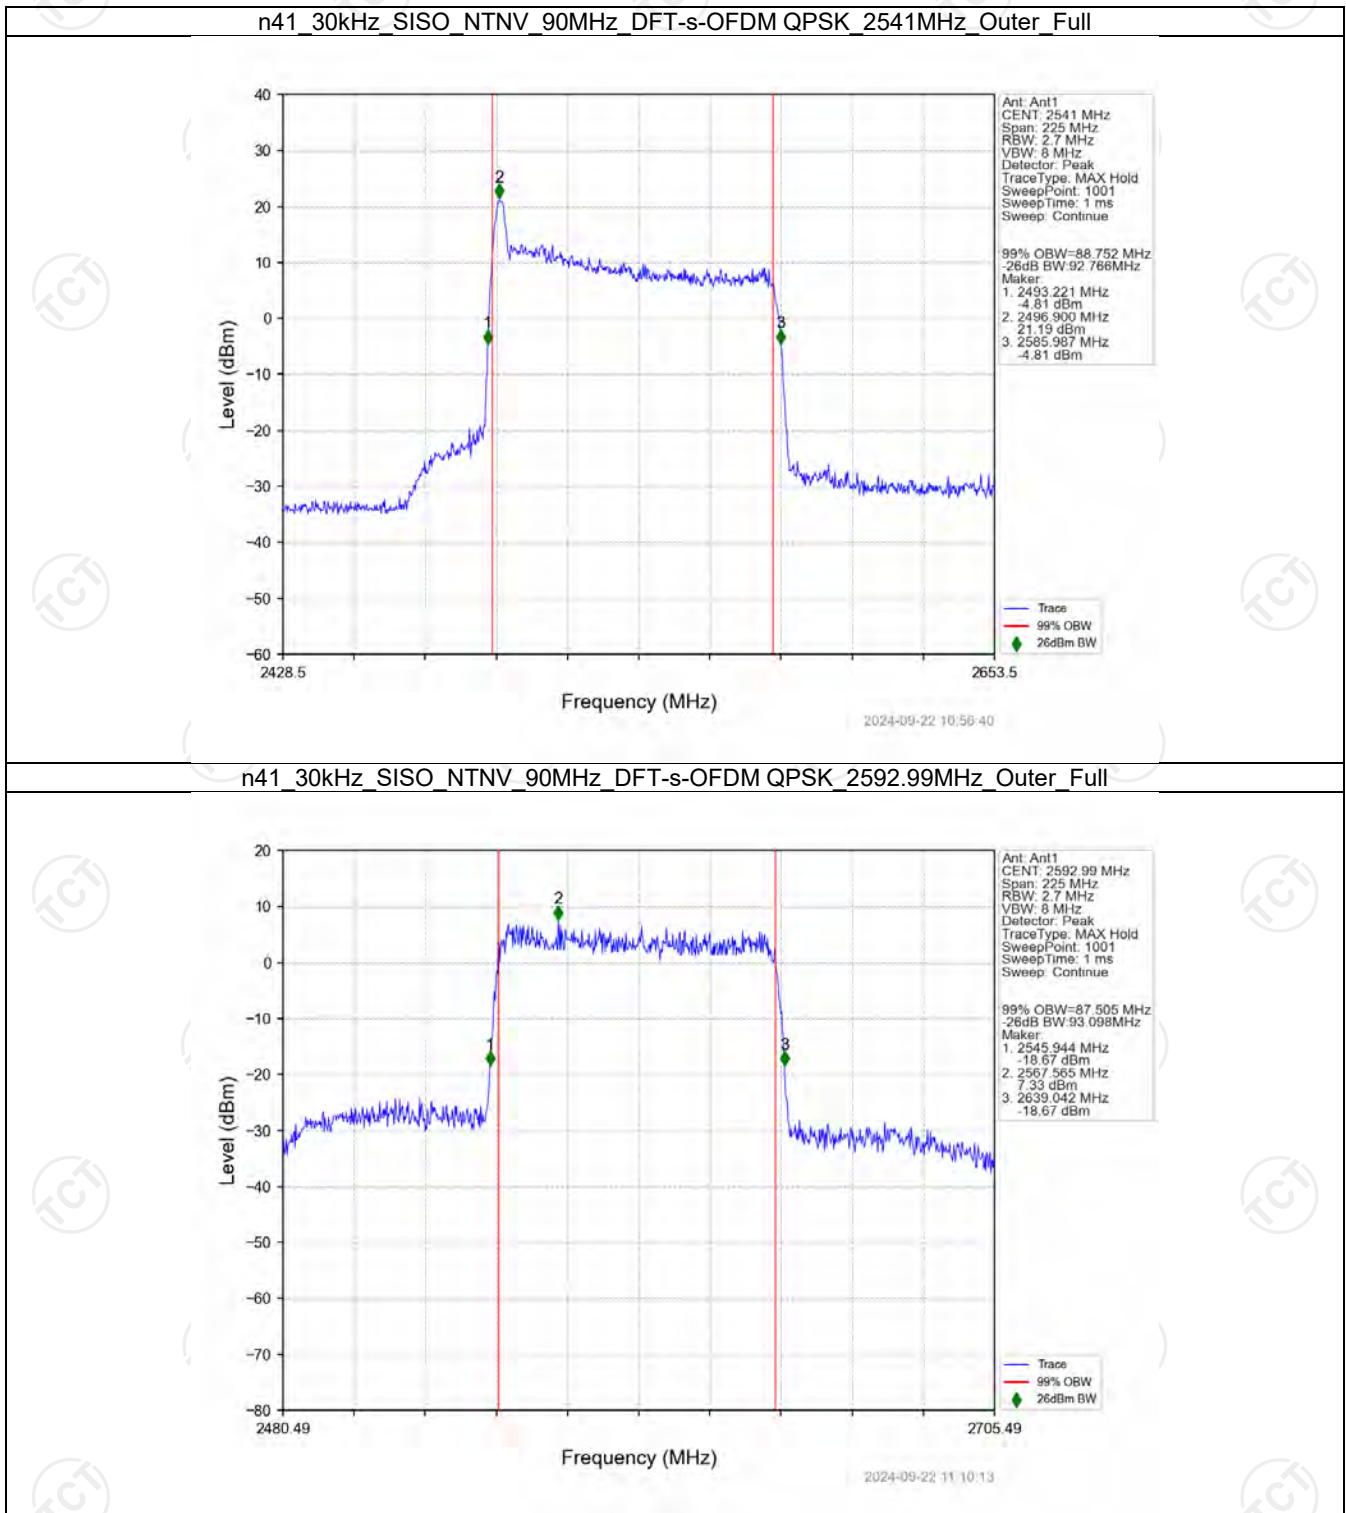 n41_30kHz_SISO_NTNV_90MHz_DFT-s-OFDM QPSK_2541MHz_Outer_Full
40
30
20
10
0
−10
−20
−30
−40
−50
−60
Level (dBm)
2
1
3
2428.5
2653.5
Frequency (MHz)
Ant: Ant1
CENT: 2541 MHz
Span: 225 MHz
RBW: 2.7 MHz
VBW: 8 MHz
Detector: Peak
TraceType: MAX Hold
SweepPoint: 1001
SweepTime: 1 ms
Sweep: Continue
99% OBW=88.752 MHz
-26dB BW:92.766MHz
Maker:
1. 2493.221 MHz
-4.81 dBm
2. 2496.900 MHz
21.19 dBm
3. 2585.987 MHz
-4.81 dBm
Trace
99% OBW
26dBm BW
2024-09-22 10:56:40
n41_30kHz_SISO_NTNV_90MHz_DFT-s-OFDM QPSK_2592.99MHz_Outer_Full
20
10
0
−10
−20
−30
−40
−50
−60
−70
−80
Level (dBm)
2
1
3
2480.49
2705.49
Frequency (MHz)
Ant: Ant1
CENT: 2592.99 MHz
Span: 225 MHz
RBW: 2.7 MHz
VBW: 8 MHz
Detector: Peak
TraceType: MAX Hold
SweepPoint: 1001
SweepTime: 1 ms
Sweep: Continue
99% OBW=87.505 MHz
-26dB BW:93.098MHz
Maker:
1. 2545.944 MHz
-18.67 dBm
2. 2567.565 MHz
7.33 dBm
3. 2639.042 MHz
-18.67 dBm
Trace
99% OBW
26dBm BW
2024-09-22 11:10:13
TCT
TCT
TCT
TCT
TCT
TCT
TCT
TCT
TCT
TCT